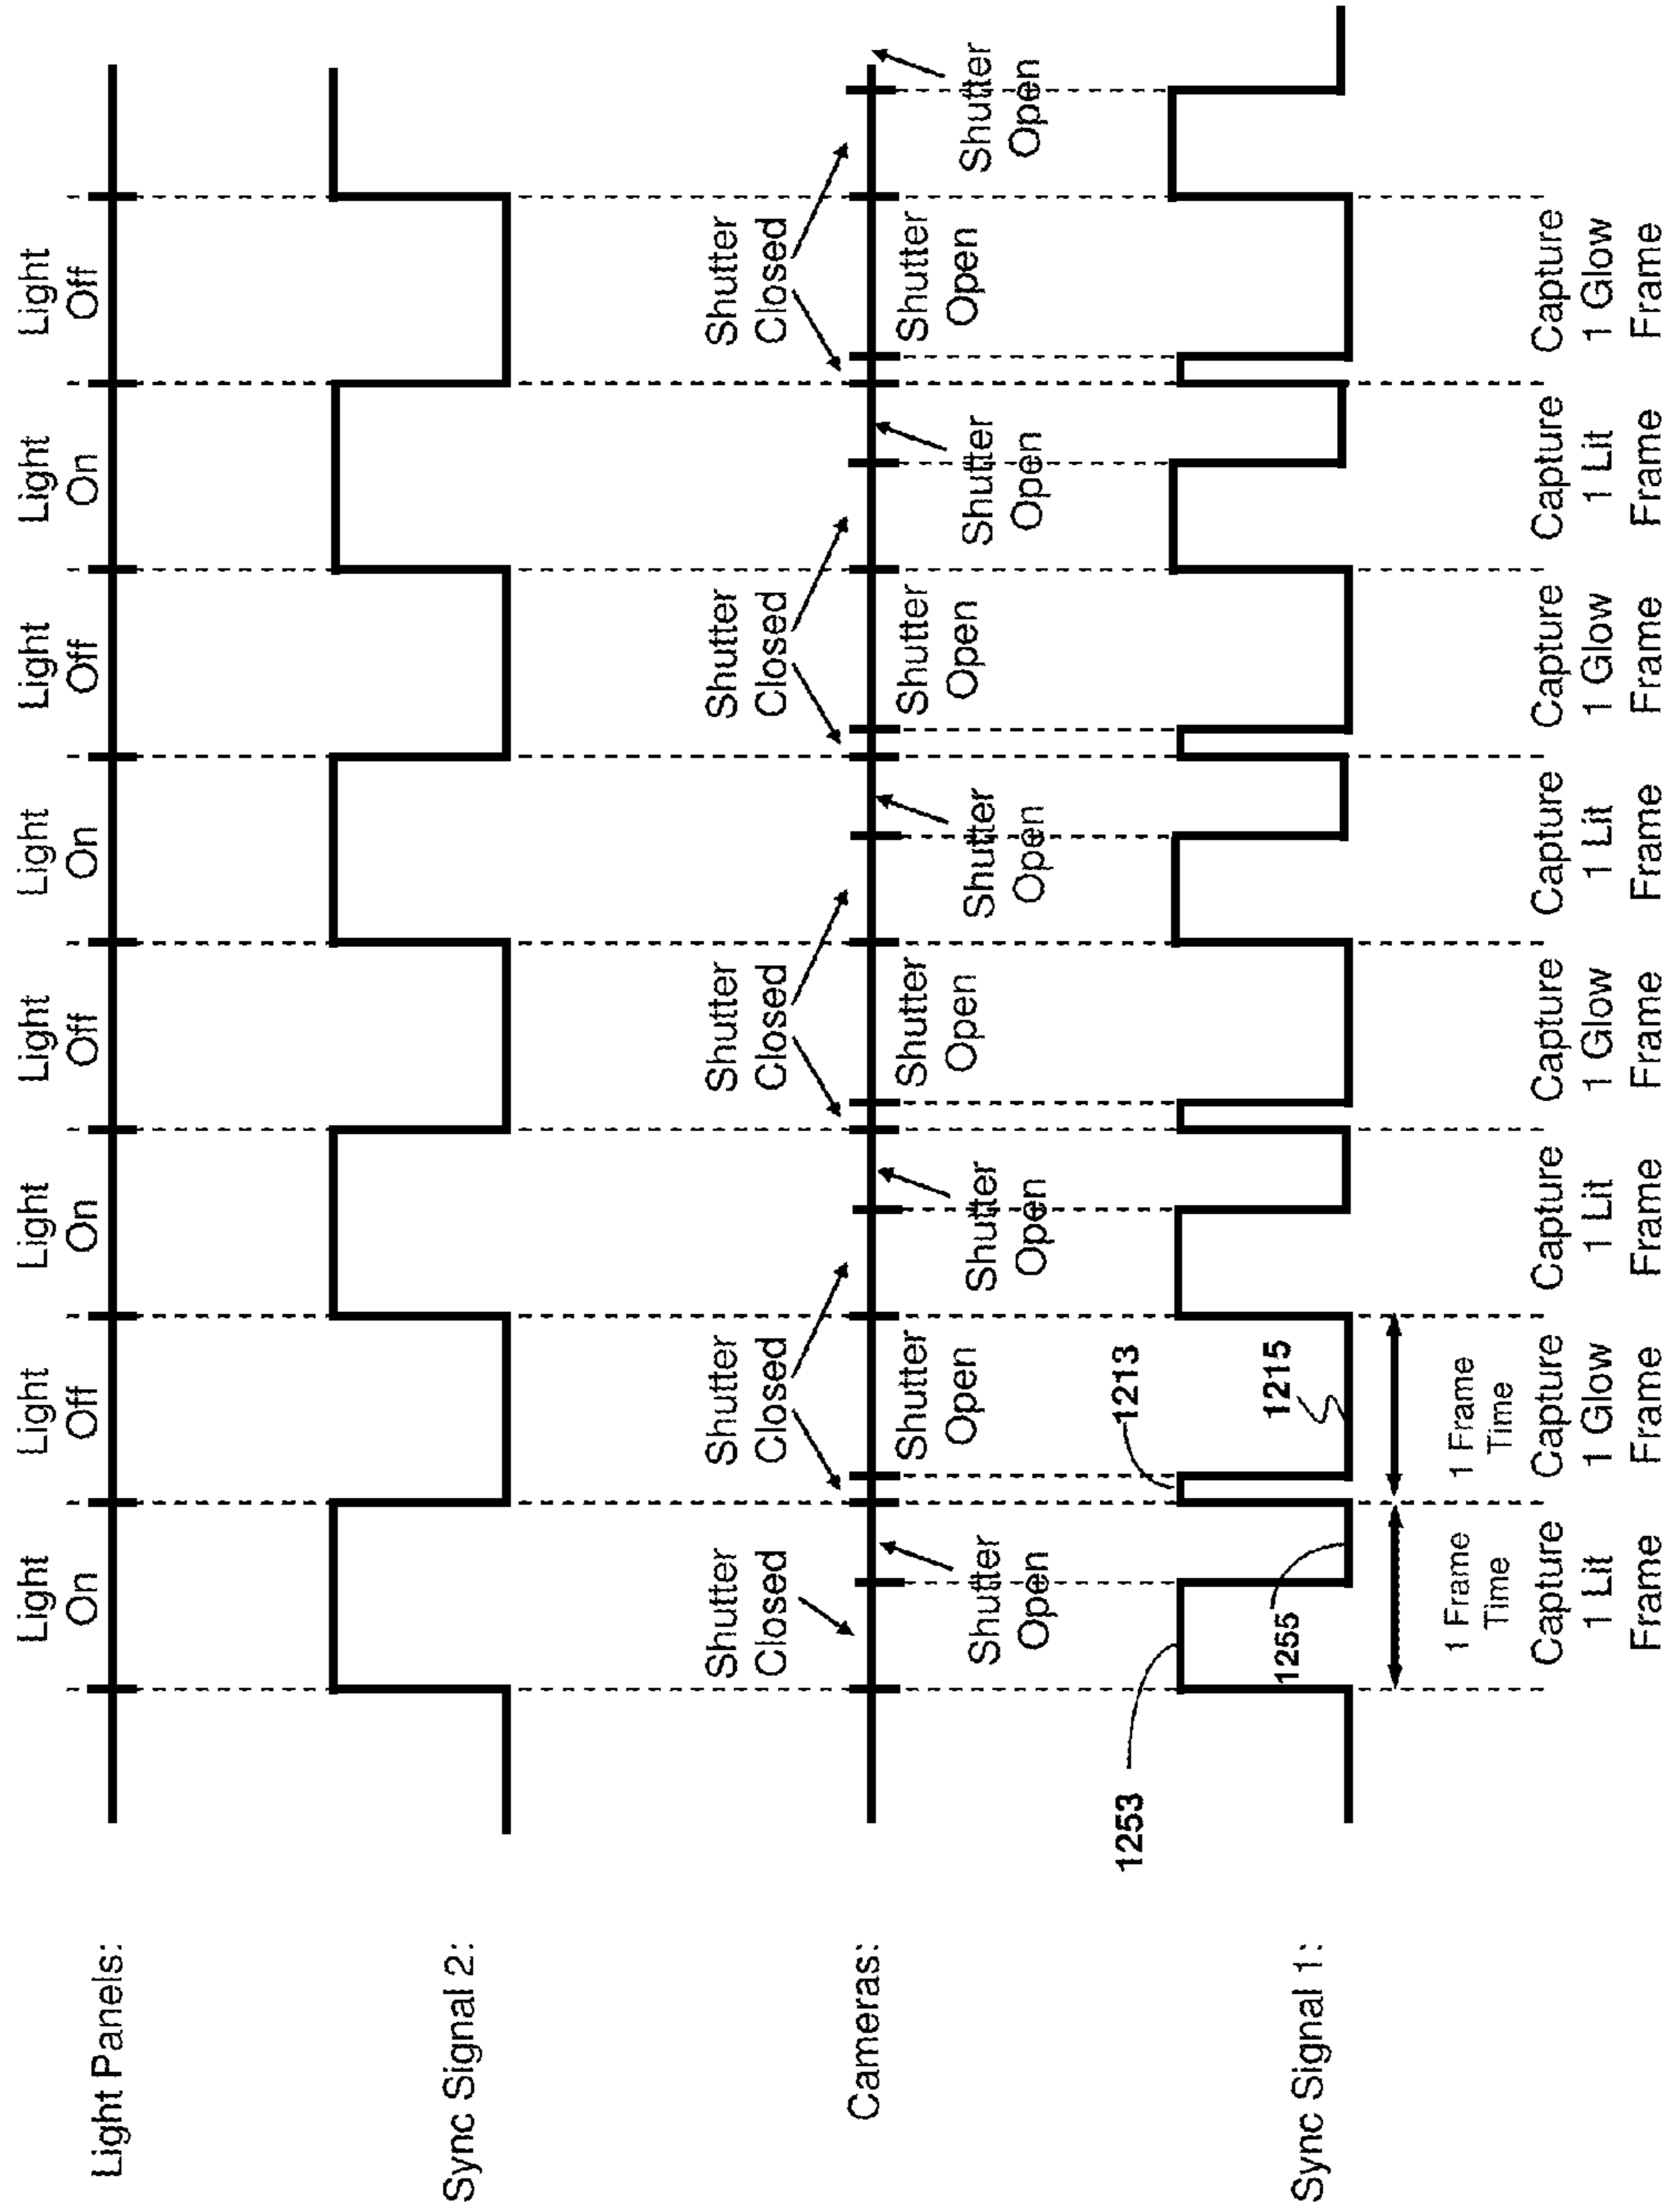 Light
On
Light
Off
Light
On
Light
Off
Light
On
Light
Off
Light
On
Light
Off
Light Panels:
Sync Signal 2:
Shutter
Closed
Shutter
Closed
Shutter
Closed
Shutter
Closed
Shutter
Closed
Cameras:
Shutter
Open
Shutter
Open
Shutter
Open
Shutter
Open
Shutter
Open
Shutter
Open
Shutter
Open
Shutter
Open
Shutter
Open
1253
1213
1255
1215
Sync Signal 1:
1 Frame
Time
1 Frame
Time
Capture
1 Lit
Frame
Capture
1 Glow
Frame
Capture
1 Lit
Frame
Capture
1 Glow
Frame
Capture
1 Lit
Frame
Capture
1 Glow
Frame
Capture
1 Lit
Frame
Capture
1 Glow
Frame